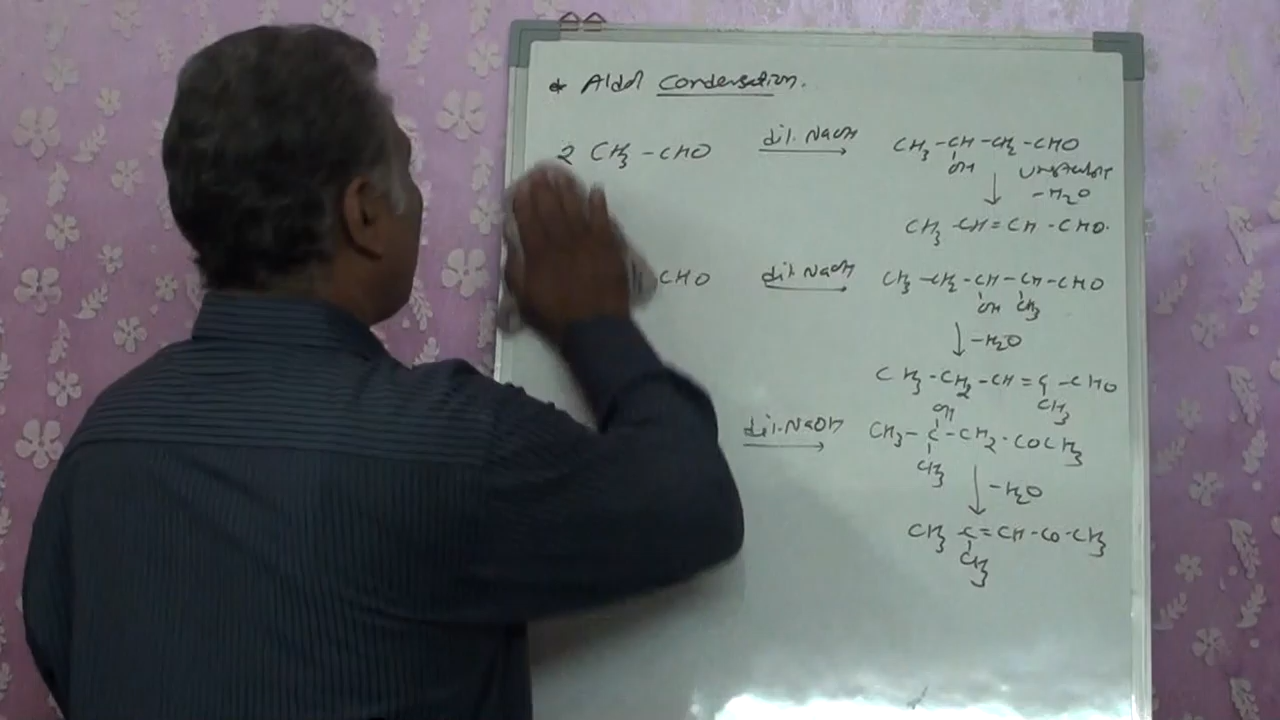 * Aldol Condensation.
2 CH3 - CHO dil. NaOH CH3 - CH - CH2 - CHO
OH unstable
- H2O
CH3 - CH = CH - CHO.
CHO dil. NaOH CH3 - CH2 - CH - CH - CHO
OH CH3
- H2O
CH3 - CH2 - CH = C - CHO
CH3
OH
dil. NaOH CH3 - C - CH2 - COCH3
CH3
- H2O
CH3 C = CH - CO - CH3
CH3